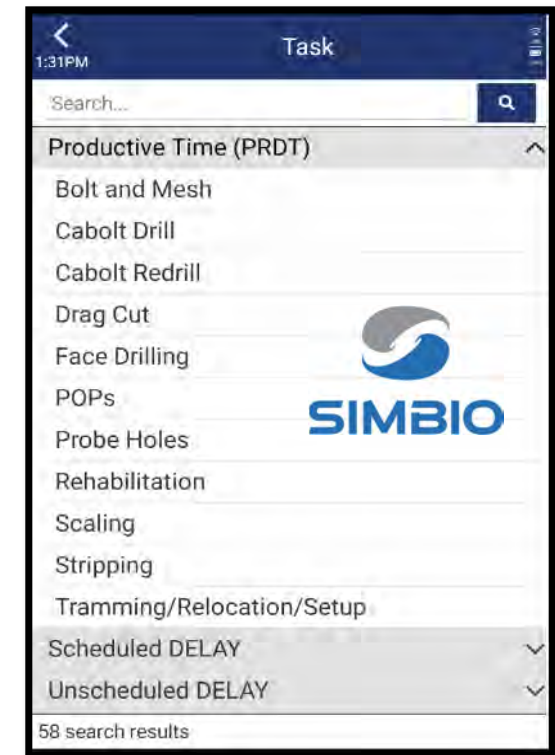 Task
1:31PM
Search...
Productive Time (PRDT)
Bolt and Mesh
Cabolt Drill
Cabolt Redrill
Drag Cut
Face Drilling
POPs
SIMBIO
Probe Holes
Rehabilitation
Scaling
Stripping
Tramming/Relocation/Setup
Scheduled DELAY
Unscheduled DELAY
58 search results